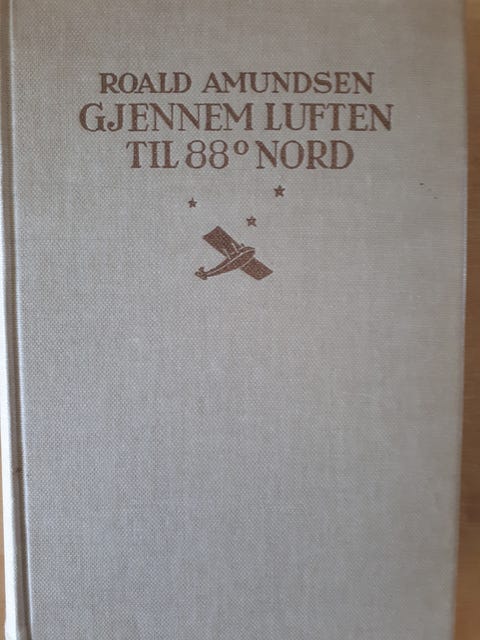 ROALD AMUNDSEN
GJENNEM LUFTEN
TIL 88° NORD